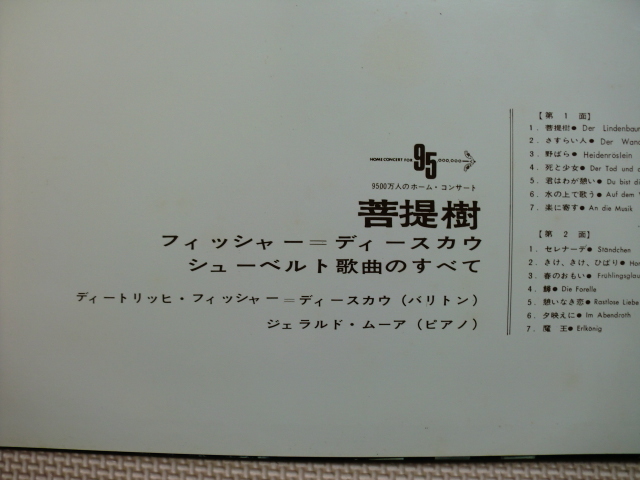 HOME CONCERT FOR 95,000,000
9500万人のホーム・コンサート
菩提樹
フィッシャー=ディースカウ
シューベルト歌曲のすべて
ディートリッヒ・フィッシャー=ディースカウ(バリトン)
ジェラルド・ムーア(ピアノ)
[第1面]
1. 菩提樹● Der Lindenbaum
2. さすらい人● Der Wand
3. 野ばら● Heidenröslein
4. 死と少女● Der Tod und d
5. 君はわが憩い● Du bist di
6. 水の上で歌う● Auf dem
7. 楽に寄す● An die Musik
[第2面]
1. セレナーデ● Ständchen
2. きけ、きけ、ひばり● Hor
3. 春のおもい● Frühlingsglau
4. 鱒● Die Forelle
5. 憩いなき恋● Rastlose Liebe
6. 夕映えに● Im Abendroth
7. 魔王● Erlkönig